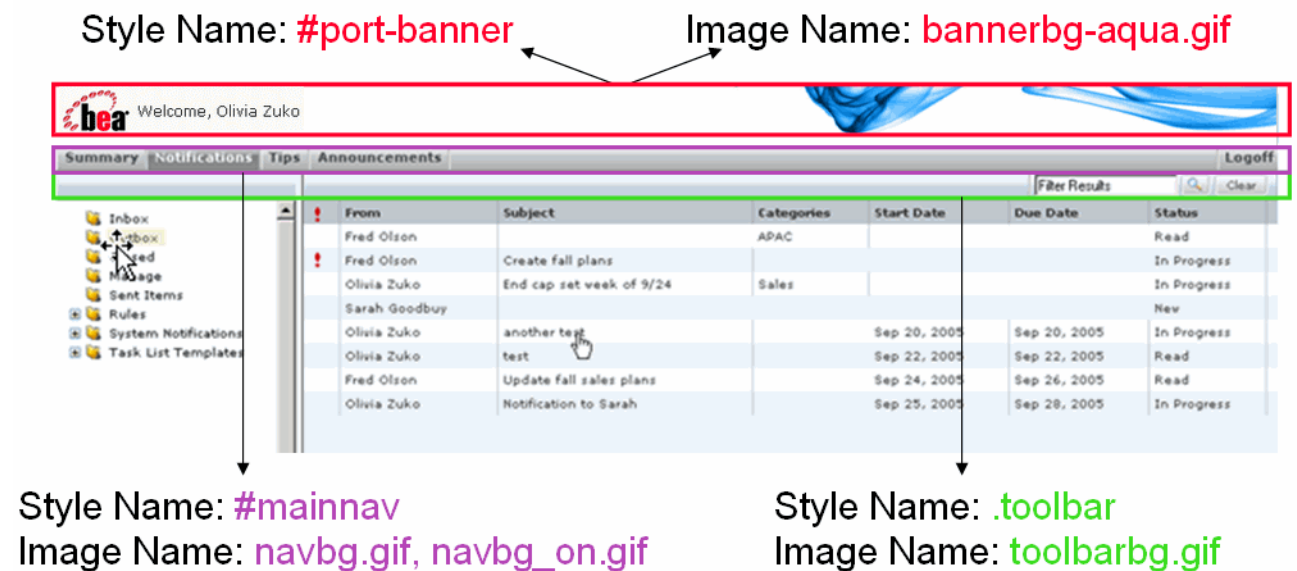 Style Name: #port-banner Image Name: bannerbg-aqua.gif
bea Welcome, Olivia Zuko
Summary Notifications Tips Announcements Logoff
Filter Results Clear
! From Subject Categories Start Date Due Date Status
Inbox
Fred Olson APAC Read
! Fred Olson Create fall plans In Progress
Manage
Olivia Zuko End cap set week of 9/24 Sales In Progress
Sent Items
Sarah Goodbuy New
Rules
System Notifications
Olivia Zuko another test Sep 20, 2005 Sep 20, 2005 In Progress
Task List Templates
Olivia Zuko test Sep 22, 2005 Sep 22, 2005 Read
Fred Olson Update fall sales plans Sep 24, 2005 Sep 26, 2005 Read
Olivia Zuko Notification to Sarah Sep 25, 2005 Sep 28, 2005 In Progress
Style Name: #mainnav Style Name: .toolbar
Image Name: navbg.gif, navbg_on.gif Image Name: toolbarbg.gif